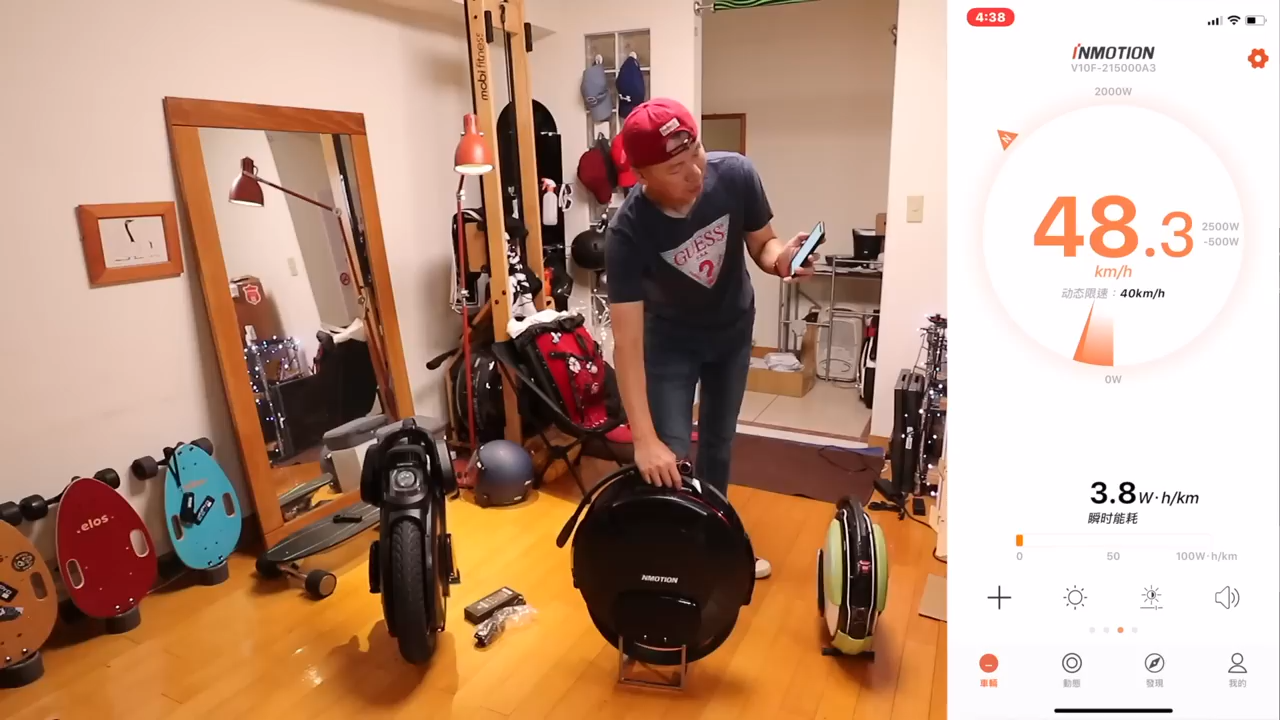 mobi fitness
GUESS
USA
?
elos
INMOTION
4:38
INMOTION
V10F-215000A3
2000W
N
48.3
km/h
2500W
-500W
动态限速：40km/h
0W
3.8W·h/km
瞬时能耗
0 50 100W·h/km
車輛 動態 發現 我的